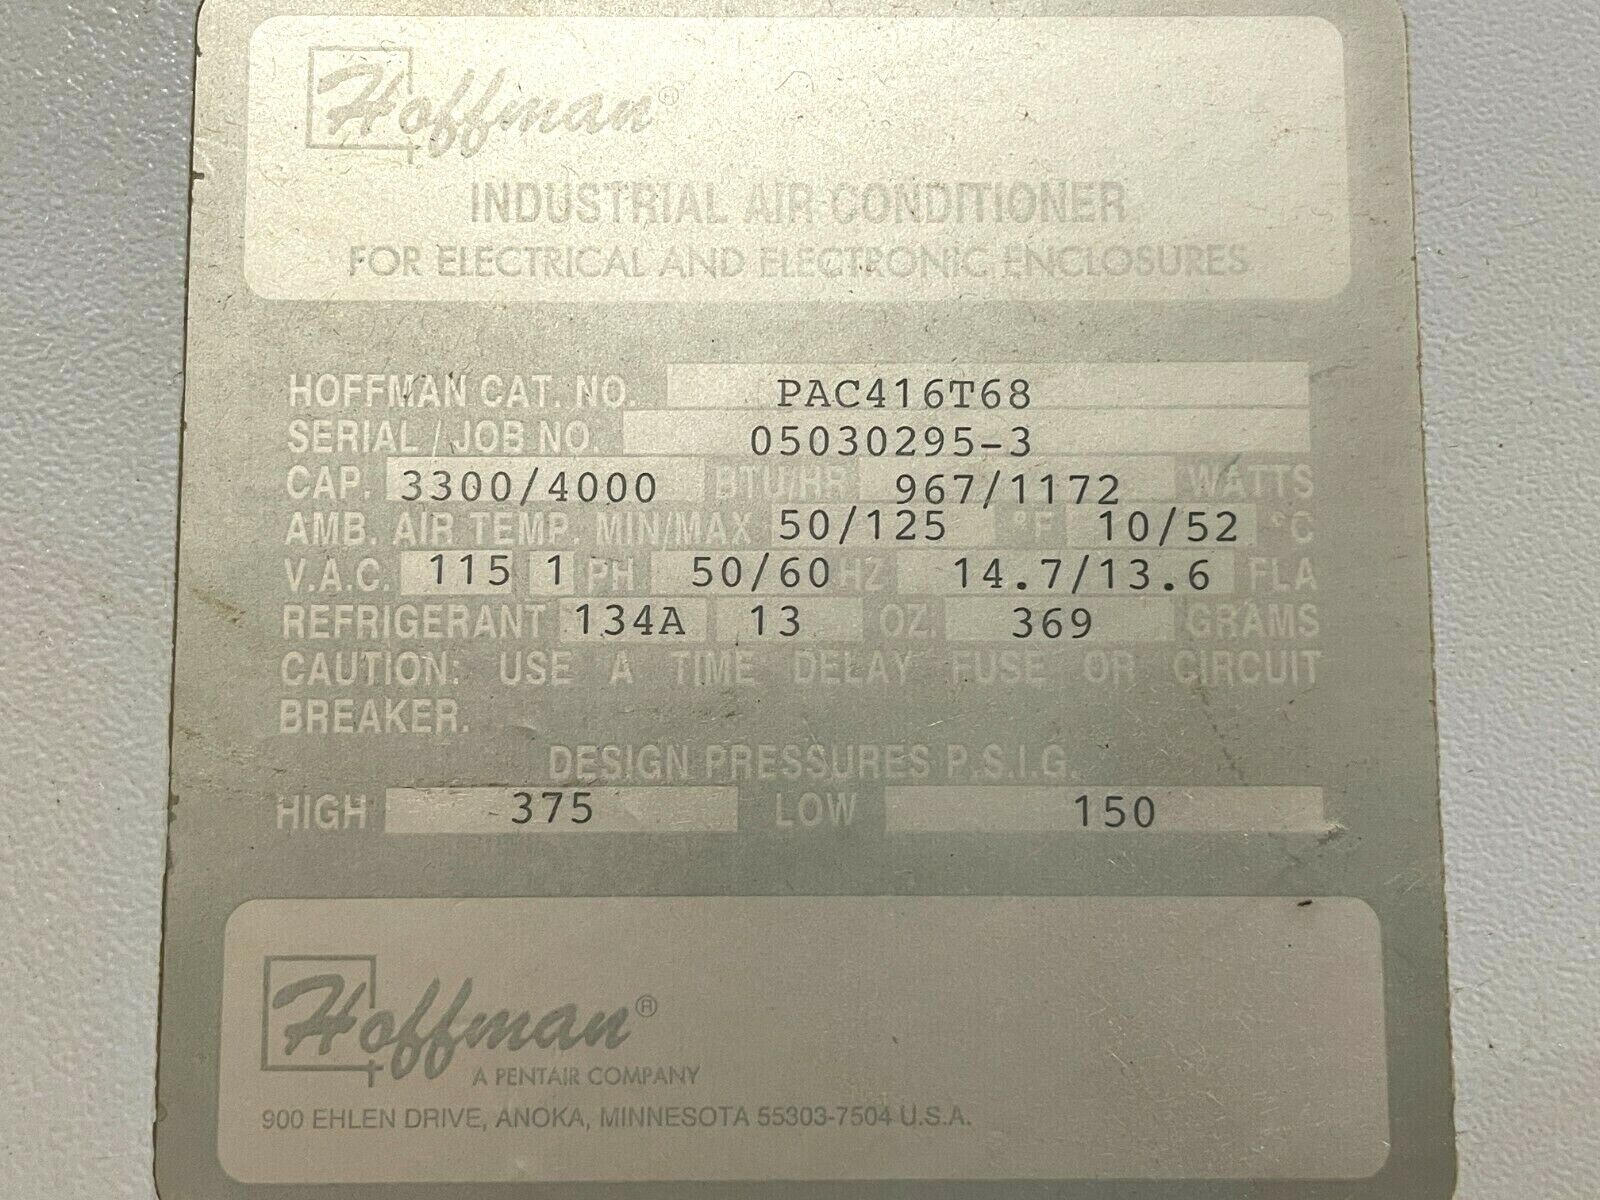 Hoffman®
INDUSTRIAL AIR CONDITIONER
FOR ELECTRICAL AND ELECTRONIC ENCLOSURES
HOFFMAN CAT. NO. PAC416T68
SERIAL / JOB NO. 05030295-3
CAP. 3300/4000 BTU/HR 967/1172 WATTS
AMB. AIR TEMP. MIN/MAX 50/125 °F 10/52 °C
V.A.C. 115 1 PH 50/60 HZ 14.7/13.6 FLA
REFRIGERANT 134A 13 OZ. 369 GRAMS
CAUTION: USE A TIME DELAY FUSE OR CIRCUIT
BREAKER.
DESIGN PRESSURES P.S.I.G.
HIGH 375 LOW 150
Hoffman®
A PENTAIR COMPANY
900 EHLEN DRIVE, ANOKA, MINNESOTA 55303-7504 U.S.A.